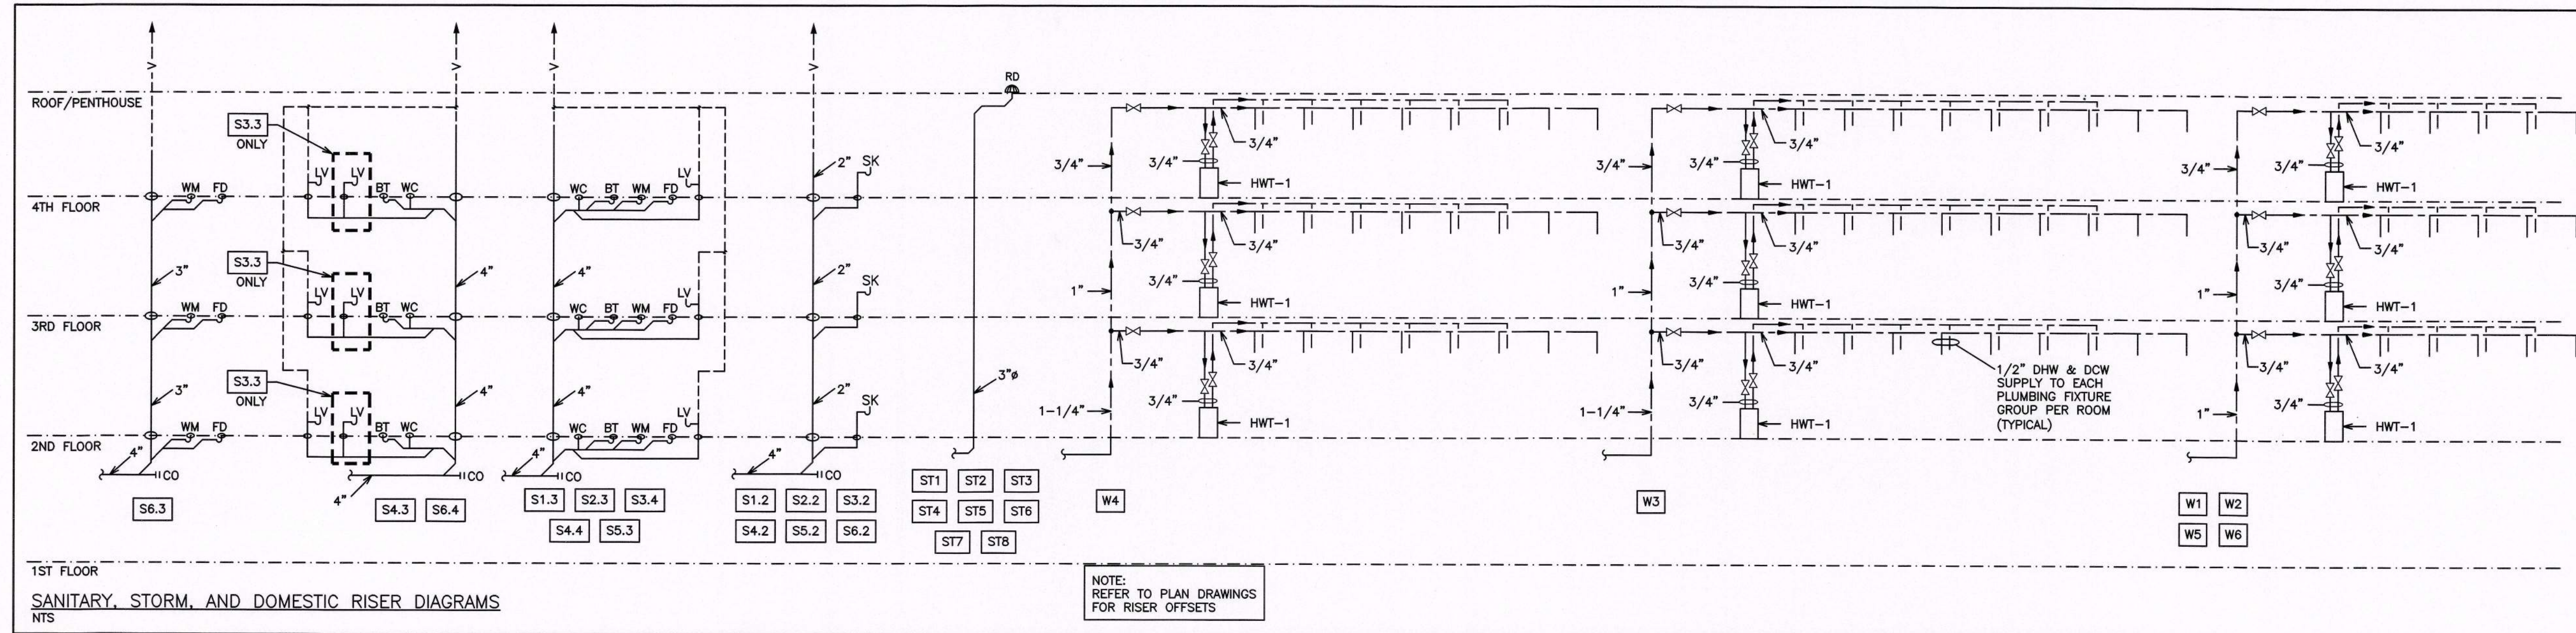 RD
ROOF/PENTHOUSE
S3.3
ONLY
LV
LV
BT
WC
WM
FD
WC
BT
WM
FD
LV
2"
SK
3/4"
3/4"
3/4"
HWT-1
3/4"
3/4"
3/4"
HWT-1
3/4"
3/4"
3/4"
HWT-1
4TH FLOOR
3"
S3.3
ONLY
LV
LV
BT
WC
4"
WM
FD
4"
WC
BT
WM
FD
LV
2"
SK
1"
3/4"
3/4"
3/4"
HWT-1
1"
3/4"
3/4"
3/4"
HWT-1
1"
3/4"
3/4"
3/4"
HWT-1
3RD FLOOR
3"
S3.3
ONLY
LV
LV
BT
WC
4"
WM
FD
4"
WC
BT
WM
FD
LV
2"
SK
3"ø
1-1/4"
3/4"
3/4"
3/4"
HWT-1
1-1/4"
3/4"
3/4"
3/4"
HWT-1
1/2" DHW & DCW
SUPPLY TO EACH
PLUMBING FIXTURE
GROUP PER ROOM
(TYPICAL)
1"
3/4"
3/4"
3/4"
HWT-1
2ND FLOOR
4"
CO
4"
CO
4"
CO
4"
CO
S6.3
S4.3 S6.4
S1.3 S2.3 S3.4
S4.4 S5.3
S1.2 S2.2 S3.2
S4.2 S5.2 S6.2
ST1 ST2 ST3
ST4 ST5 ST6
ST7 ST8
W4
W3
W1 W2
W5 W6
1ST FLOOR
SANITARY, STORM, AND DOMESTIC RISER DIAGRAMS
NTS
NOTE:
REFER TO PLAN DRAWINGS
FOR RISER OFFSETS
V
V
V
V